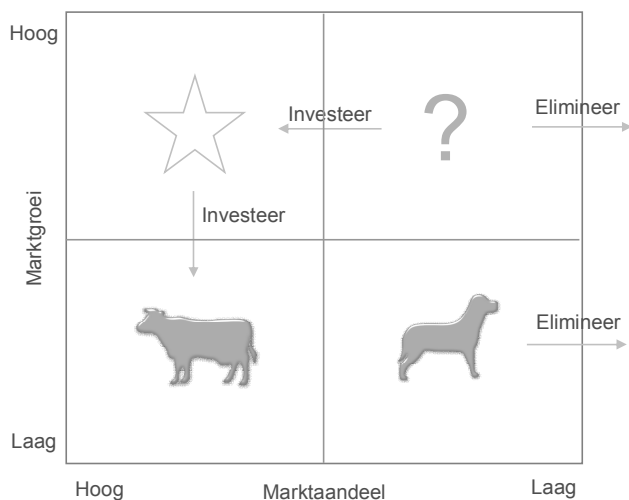 Hoog
Investeer
?
Elimineer
Marktgroei
Investeer
Elimineer
Laag
Hoog
Marktaandeel
Laag